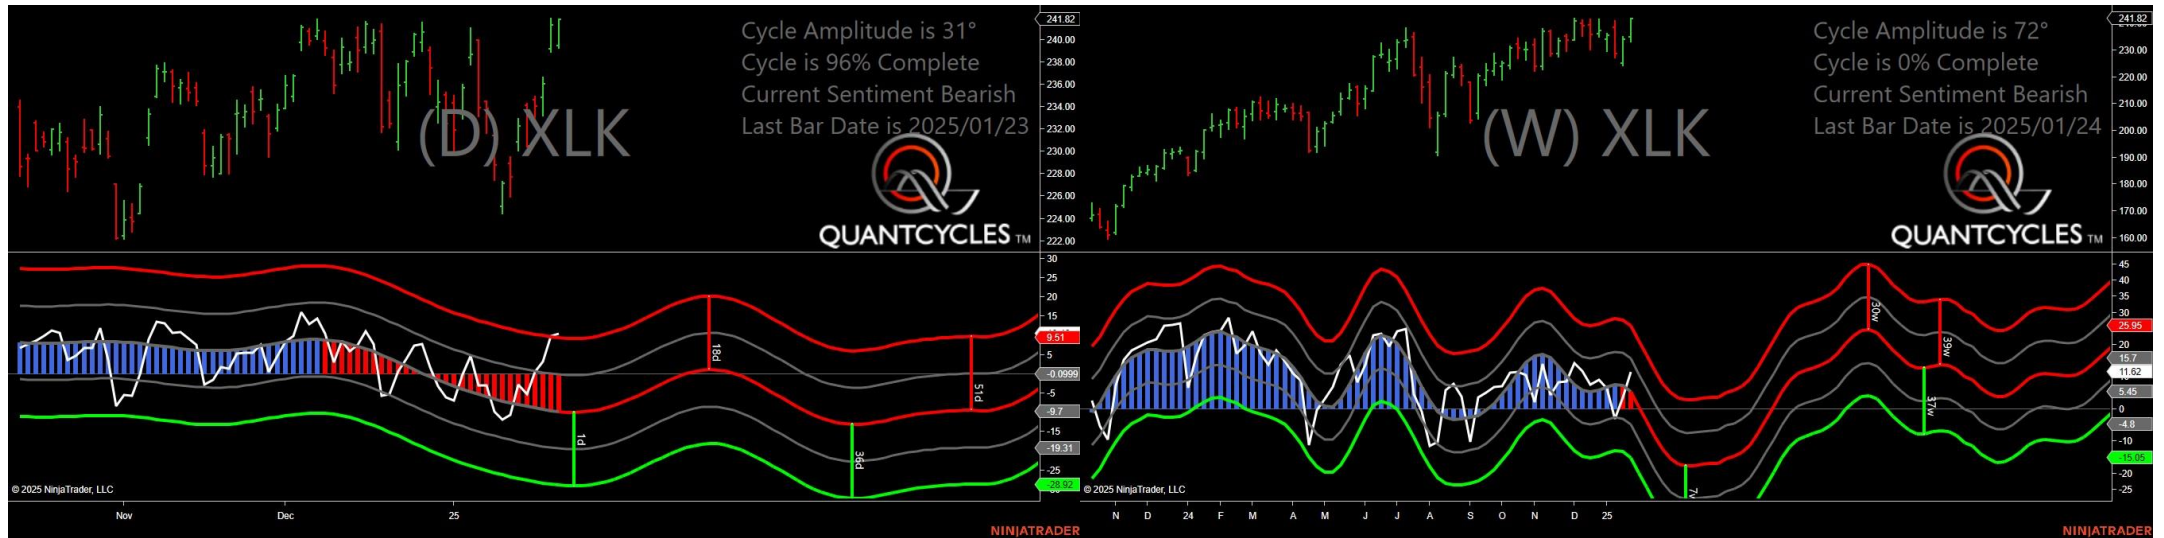 Cycle Amplitude is 31°
Cycle is 96% Complete
Current Sentiment Bearish
Last Bar Date is 2025/01/23
(D) XLK
QUANTCYCLES TM
241.82
240.00
238.00
236.00
234.00
232.00
230.00
228.00
226.00
224.00
222.00
30
25
20
15
9.51
5
-0.0999
-5
-9.7
-15
-19.31
-25
-28.92
1d
18d
36d
51d
© 2025 NinjaTrader, LLC
Nov
Dec
25
NINJATRADER
Cycle Amplitude is 72°
Cycle is 0% Complete
Current Sentiment Bearish
Last Bar Date is 2025/01/24
(W) XLK
QUANTCYCLES TM
241.82
230.00
220.00
210.00
200.00
190.00
180.00
170.00
160.00
45
35
30
25.95
20
15.7
11.62
5.45
0
-4.8
-10
-15.05
-20
-25
30w
39w
37w
© 2025 NinjaTrader, LLC
N
D
24
F
M
A
M
J
J
A
S
O
N
D
25
NINJATRADER